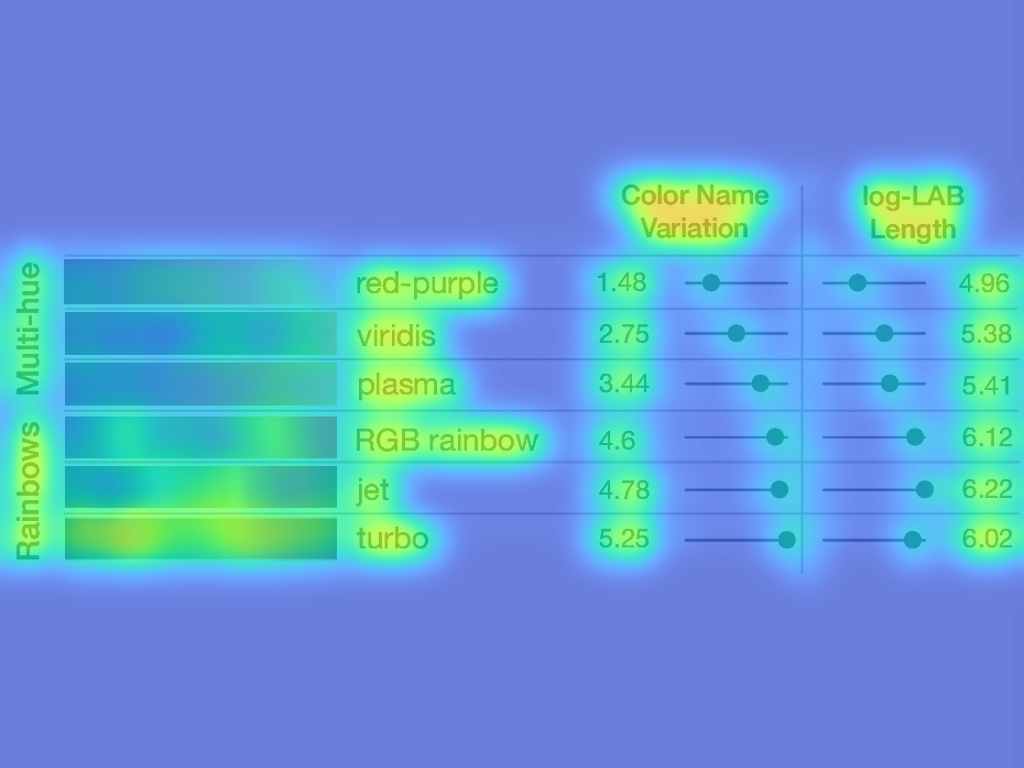 Color Name
Variation
log-LAB
Length
Multi-hue
red-purple 1.48 4.96
viridis 2.75 5.38
plasma 3.44 5.41
Rainbows
RGB rainbow 4.6 6.12
jet 4.78 6.22
turbo 5.25 6.02